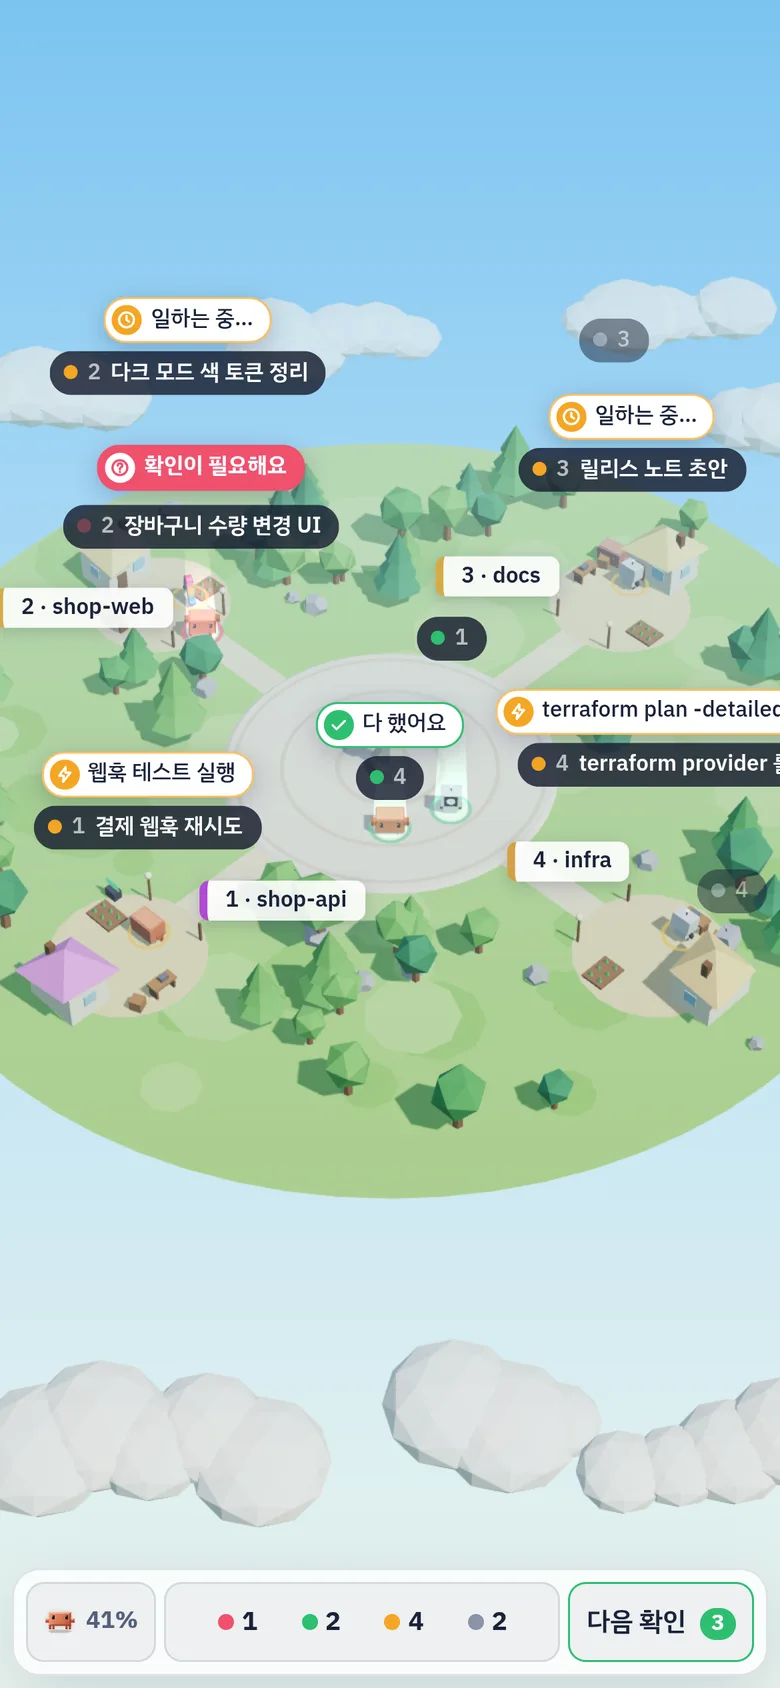 일하는 중...
2 다크 모드 색 토큰 정리
3
일하는 중...
3 릴리스 노트 초안
확인이 필요해요
2 장바구니 수량 변경 UI
3 · docs
2 · shop-web
1
다 했어요
4
terraform plan -detailed
4 terraform provider
웹훅 테스트 실행
1 결제 웹훅 재시도
4 · infra
4
1 · shop-api
41%
1
2
4
2
다음 확인 3